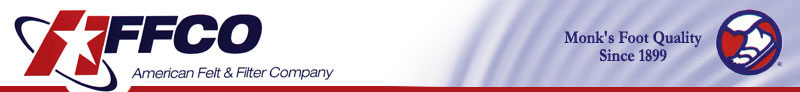 AFFCO
American Felt & Filter Company
Monk's Foot Quality
Since 1899
®